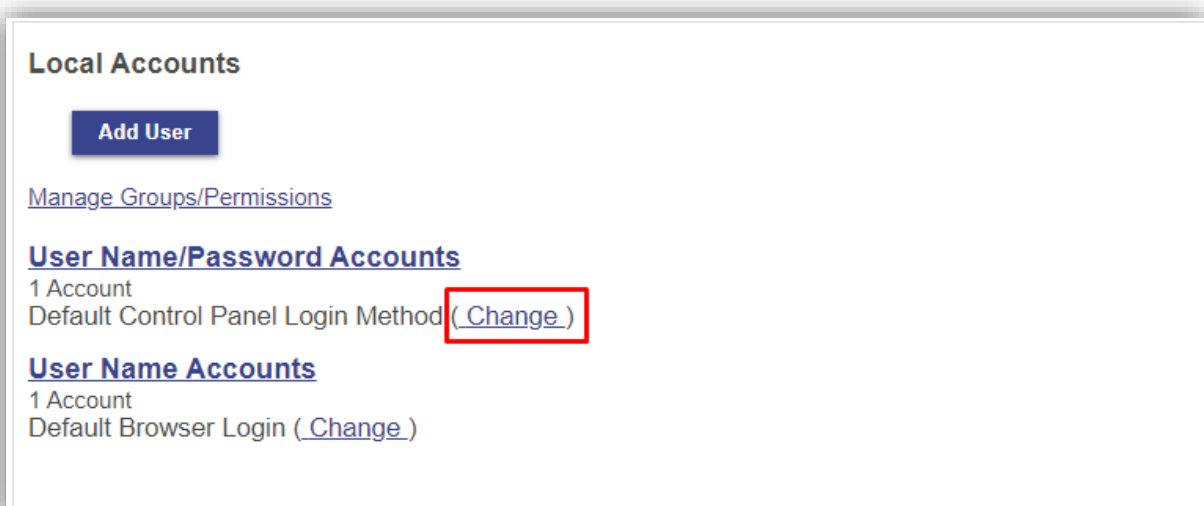 Local Accounts
Add User
Manage Groups/Permissions
User Name/Password Accounts
1 Account
Default Control Panel Login Method ( Change )
User Name Accounts
1 Account
Default Browser Login ( Change )